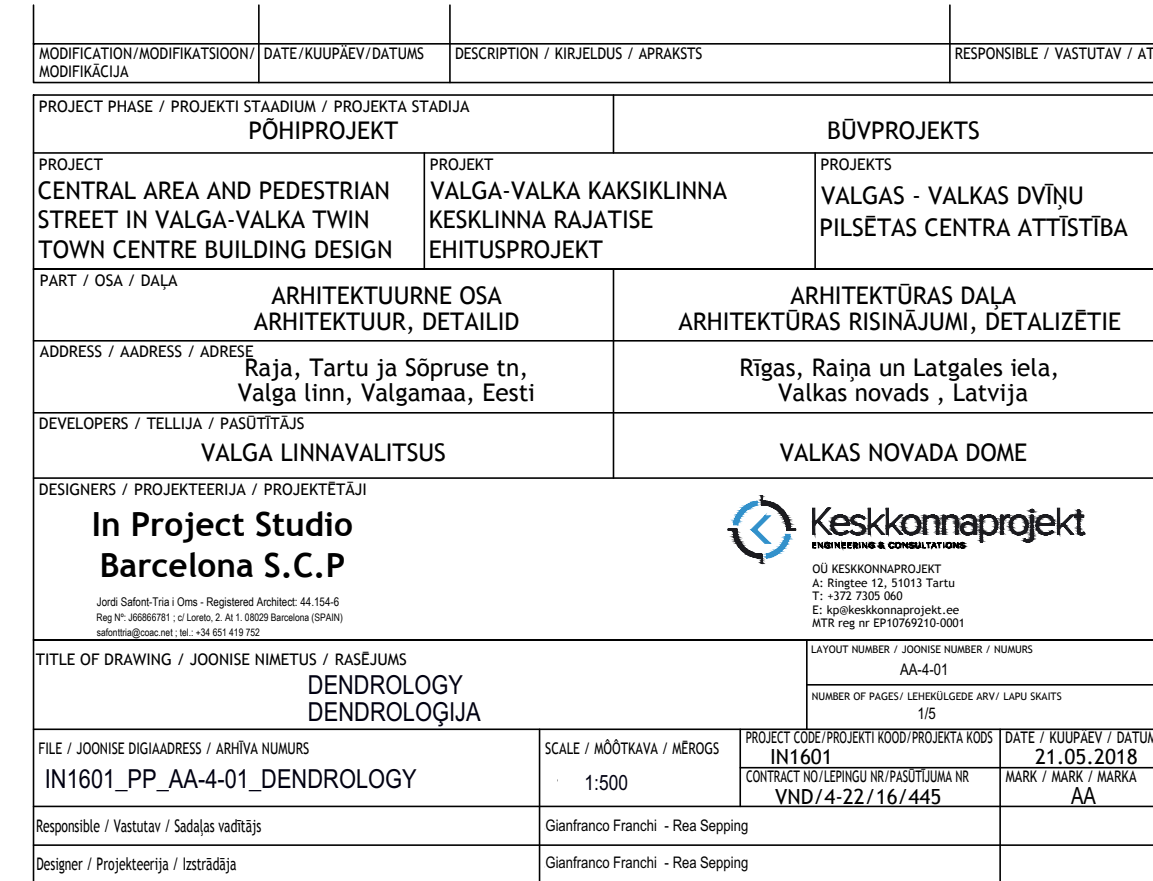 MODIFICATION/MODIFIKATSIOON/
MODIFIKĀCIJA
DATE/KUUPÄEV/DATUMS
DESCRIPTION / KIRJELDUS / APRAKSTS
RESPONSIBLE / VASTUTAV / AT
PROJECT PHASE / PROJEKTI STAADIUM / PROJEKTA STADIJA
PÕHIPROJEKT
BŪVPROJEKTS
PROJECT
CENTRAL AREA AND PEDESTRIAN
STREET IN VALGA-VALKA TWIN
TOWN CENTRE BUILDING DESIGN
PROJEKT
VALGA-VALKA KAKSIKLINNA
KESKLINNA RAJATISE
EHITUSPROJEKT
PROJEKTS
VALGAS - VALKAS DVĪŅU
PILSĒTAS CENTRA ATTĪSTĪBA
PART / OSA / DAĻA
ARHITEKTUURNE OSA
ARHITEKTUUR, DETAILID
ARHITEKTŪRAS DAĻA
ARHITEKTŪRAS RISINĀJUMI, DETALIZĒTIE
ADDRESS / AADRESS / ADRESE
Raja, Tartu ja Sõpruse tn,
Valga linn, Valgamaa, Eesti
Rīgas, Raiņa un Latgales iela,
Valkas novads , Latvija
DEVELOPERS / TELLIJA / PASŪTĪTĀJS
VALGA LINNAVALITSUS
VALKAS NOVADA DOME
DESIGNERS / PROJEKTEERIJA / PROJEKTĒTĀJI
In Project Studio
Barcelona S.C.P
Jordi Safont-Tria i Oms - Registered Architect: 44.154-6
Reg Nº: J66866781 ; c/ Loreto, 2. At 1. 08029 Barcelona (SPAIN)
safonttria@coac.net ; tel.: +34 651 419 752
Keskkonnaprojekt
ENGINEERING & CONSULTATIONS
OÜ KESKKONNAPROJEKT
A: Ringtee 12, 51013 Tartu
T: +372 7305 060
E: kp@keskkonnaprojekt.ee
MTR reg nr EP10769210-0001
TITLE OF DRAWING / JOONISE NIMETUS / RASĒJUMS
DENDROLOGY
DENDROLOĢIJA
LAYOUT NUMBER / JOONISE NUMBER / NUMURS
AA-4-01
NUMBER OF PAGES/ LEHEKÜLGEDE ARV/ LAPU SKAITS
1/5
FILE / JOONISE DIGIAADRESS / ARHĪVA NUMURS
IN1601_PP_AA-4-01_DENDROLOGY
SCALE / MÔÔTKAVA / MĒROGS
1:500
PROJECT CODE/PROJEKTI KOOD/PROJEKTA KODS
IN1601
DATE / KUUPÄEV / DATUM
21.05.2018
CONTRACT NO/LEPINGU NR/PASŪTĪJUMA NR
VND/4-22/16/445
MARK / MARK / MARKA
AA
Responsible / Vastutav / Sadaļas vadītājs
Gianfranco Franchi - Rea Sepping
Designer / Projekteerija / Izstrādāja
Gianfranco Franchi - Rea Sepping